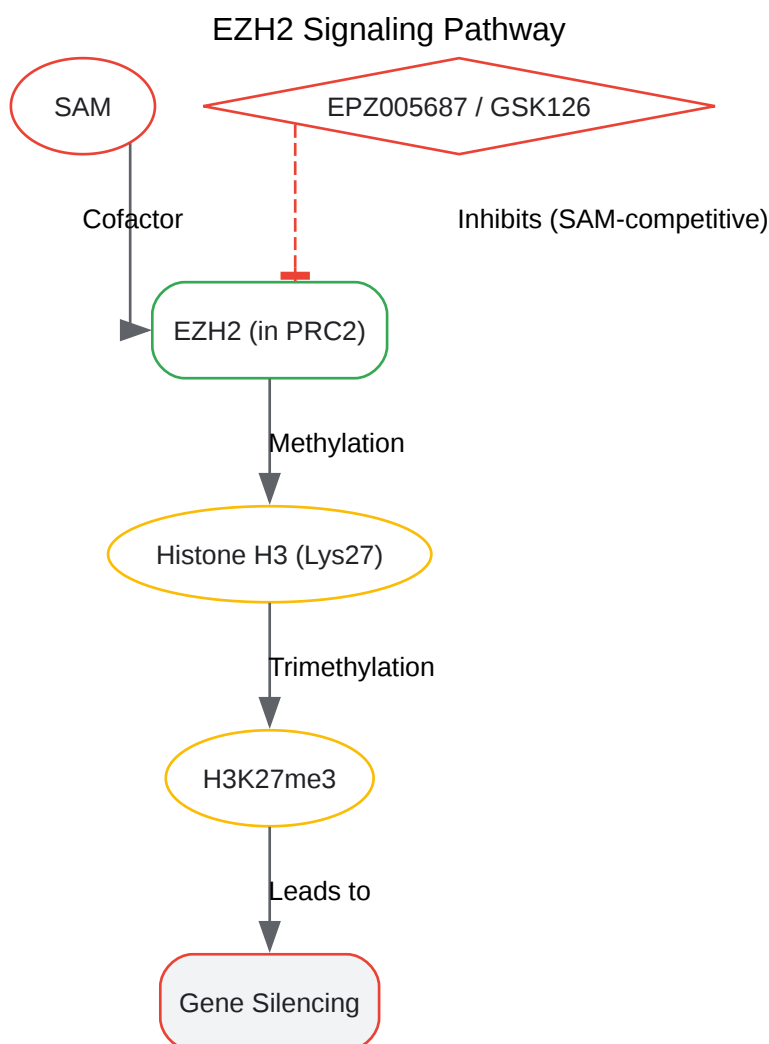 EZH2 Signaling Pathway
SAM
EPZ005687 / GSK126
Cofactor
Inhibits (SAM-competitive)
EZH2 (in PRC2)
Methylation
Histone H3 (Lys27)
Trimethylation
H3K27me3
Leads to
Gene Silencing